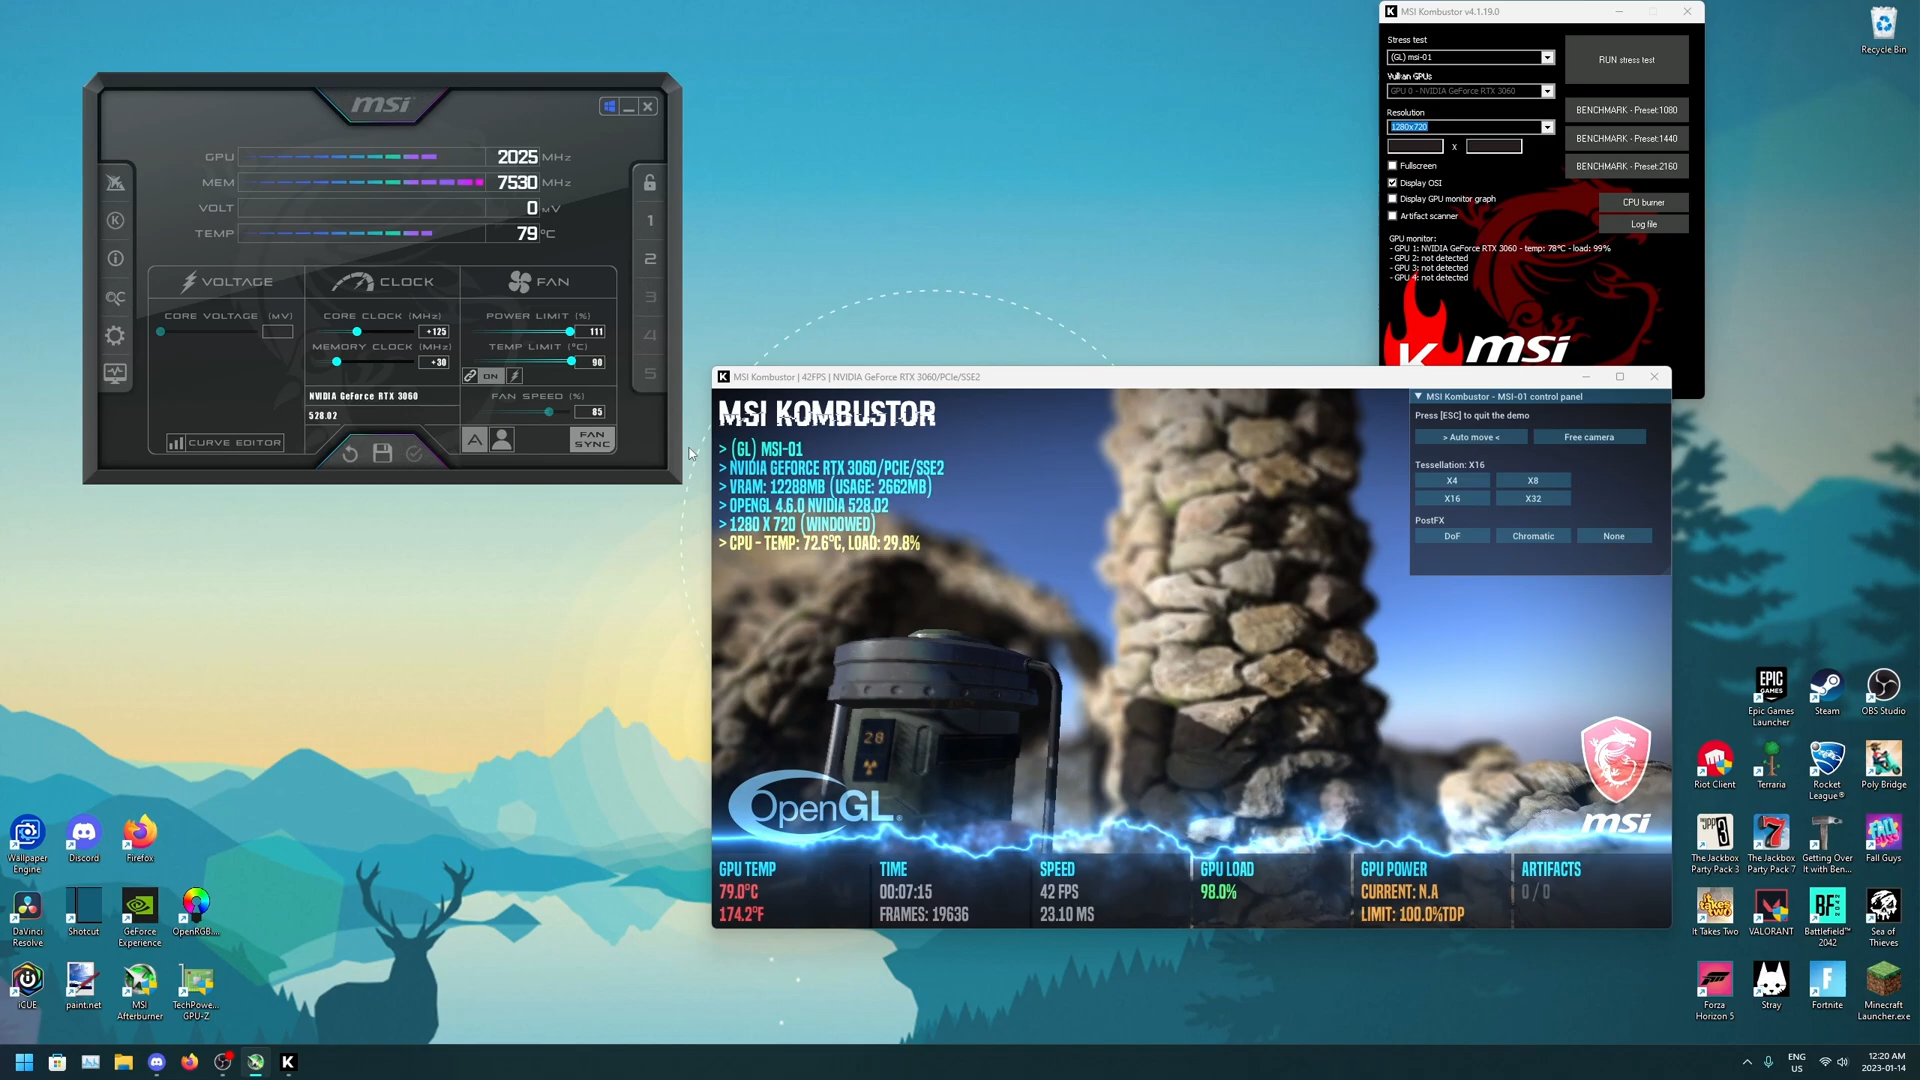 msi
GPU 2025 MHz
MEM 7530 MHz
VOLT 0 MV
TEMP 79 °C
1
2
3
4
5
VOLTAGE
CORE VOLTAGE (MV)
CLOCK
CORE CLOCK (MHz)
+125
MEMORY CLOCK (MHz)
+30
FAN
POWER LIMIT (%)
111
TEMP LIMIT (°C)
90
ON
FAN SPEED (%)
85
NVIDIA GeForce RTX 3060
528.02
CURVE EDITOR
A
FAN SYNC
K MSI Kombustor v4.1.19.0
Stress test
(GL) msi-01
Vulkan GPUs
GPU 0 - NVIDIA GeForce RTX 3060
Resolution
1280x720
x
Fullscreen
Display OSI
Display GPU monitor graph
Artifact scanner
RUN stress test
BENCHMARK - Preset:1080
BENCHMARK - Preset:1440
BENCHMARK - Preset:2160
CPU burner
Log file
GPU monitor:
- GPU 1: NVIDIA GeForce RTX 3060 - temp: 78°C - load: 99%
- GPU 2: not detected
- GPU 3: not detected
- GPU 4: not detected
K msi
K MSI Kombustor | 42FPS | NVIDIA GeForce RTX 3060/PCIe/SSE2
MSI KOMBUSTOR
> (GL) MSI-01
> NVIDIA GEFORCE RTX 3060/PCIE/SSE2
> VRAM: 12288MB (USAGE: 2662MB)
> OPENGL 4.6.0 NVIDIA 528.02
> 1280 X 720 (WINDOWED)
> CPU - TEMP: 72.6°C, LOAD: 29.8%
MSI Kombustor - MSI-01 control panel
Press [ESC] to quit the demo
> Auto move <
Free camera
Tessellation: X16
X4
X8
X16
X32
PostFX
DoF
Chromatic
None
28
OpenGL®
msi
GPU TEMP
79.0°C
174.2°F
TIME
00:07:15
FRAMES: 19636
SPEED
42 FPS
23.10 MS
GPU LOAD
98.0%
GPU POWER
CURRENT: N.A
LIMIT: 100.0%TDP
ARTIFACTS
0 / 0
Recycle Bin
Epic Games Launcher
Steam
OBS Studio
Riot Client
Terraria
Rocket League®
Poly Bridge
The Jackbox Party Pack 3
The Jackbox Party Pack 7
Getting Over It with Ben...
Fall Guys
It Takes Two
VALORANT
Battlefield™ 2042
Sea of Thieves
Forza Horizon 5
Stray
Fortnite
Minecraft Launcher.exe
Wallpaper Engine
Discord
Firefox
DaVinci Resolve
Shotcut
GeForce Experience
OpenRGB....
iCUE
paint.net
MSI Afterburner
TechPowe... GPU-Z
K
ENG
US
12:20 AM
2023-01-14